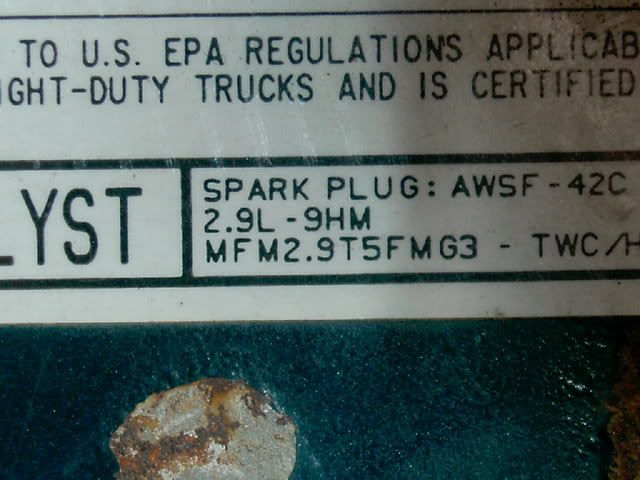 TO U.S. EPA REGULATIONS APPLICAB
IGHT-DUTY TRUCKS AND IS CERTIFIED
LYST
SPARK PLUG: AWSF-42C
2.9L-9HM
MFM2.9T5FMG3 - TWC/H